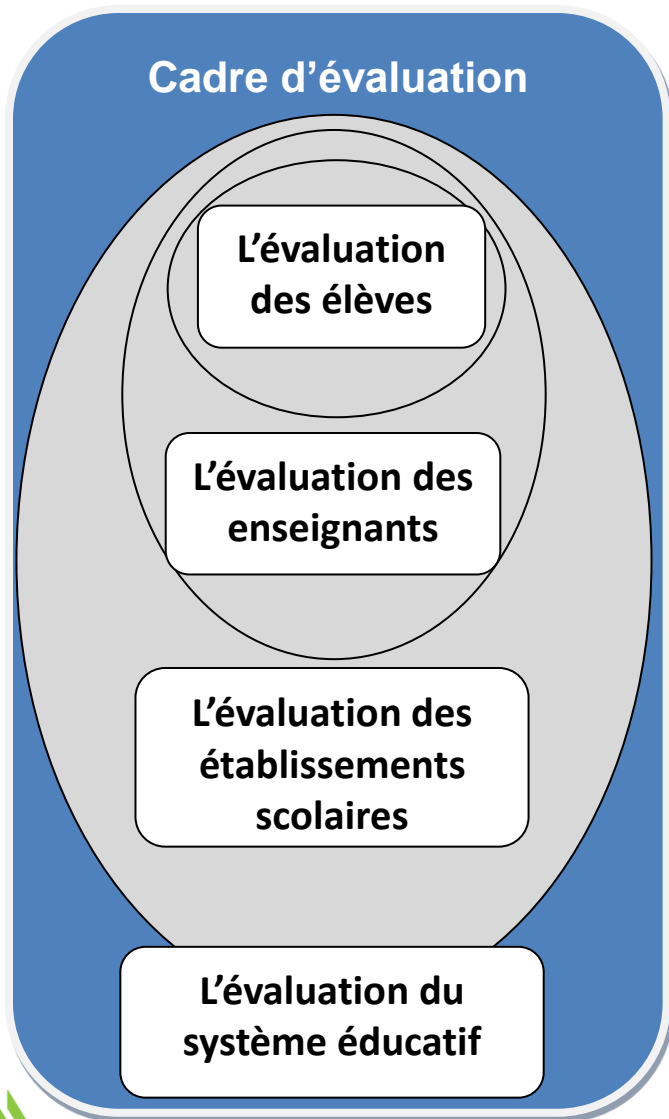 Cadre d’évaluation
L’évaluation
des élèves
L’évaluation des
enseignants
L’évaluation des
établissements
scolaires
L’évaluation du
système éducatif